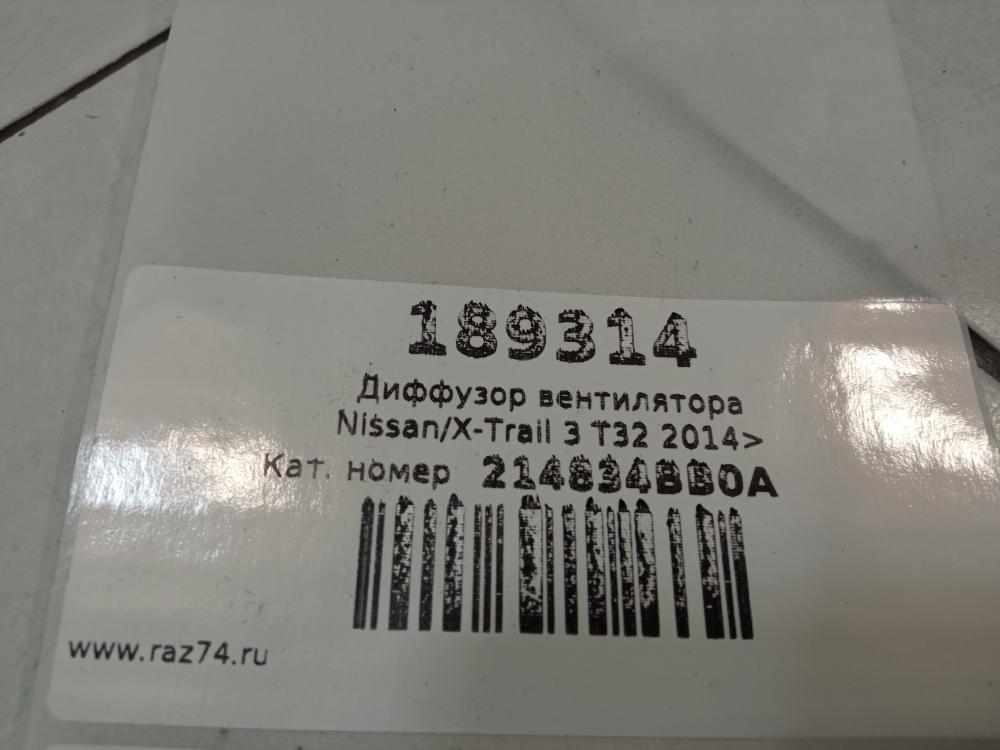 189314
Диффузор вентилятора
Nissan/X-Trail 3 T32 2014>
Кат. номер 214834BB0A
www.raz74.ru